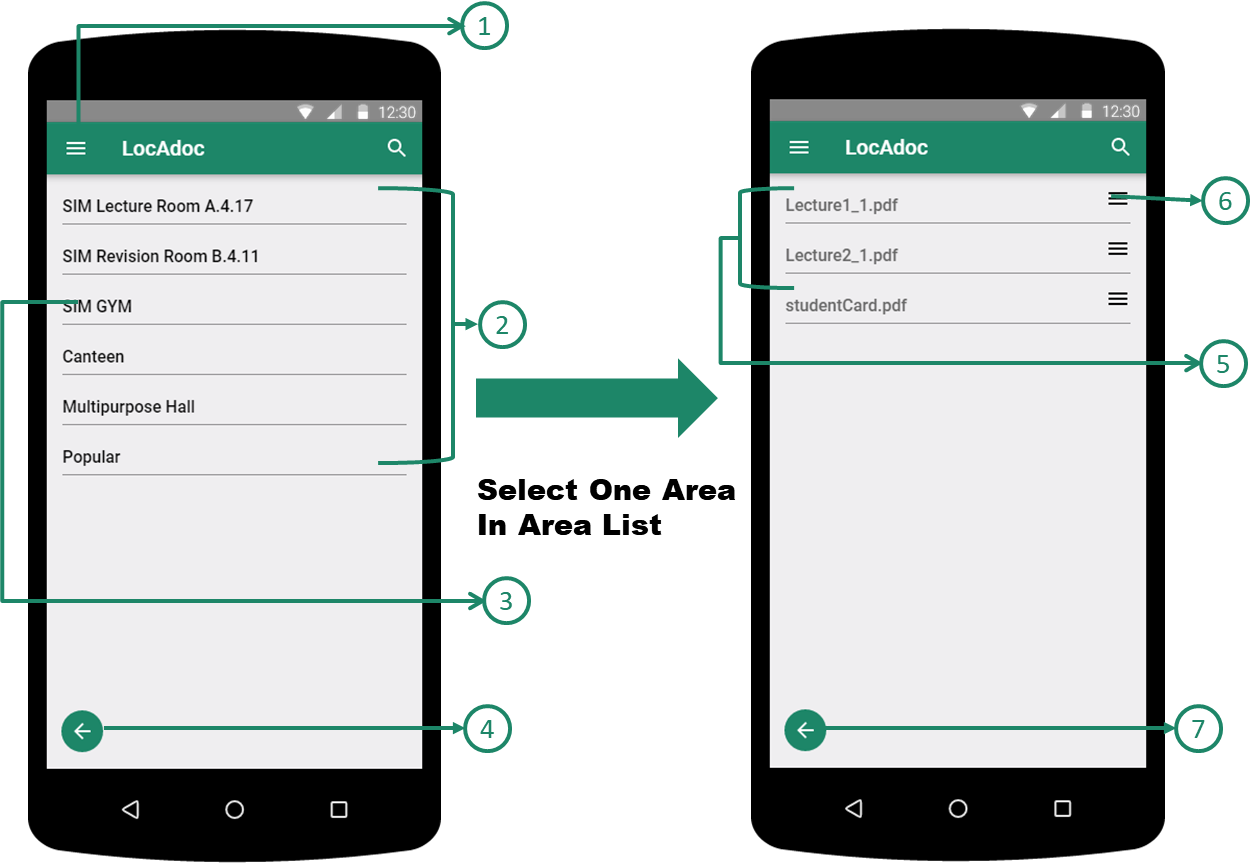 1
12:30
LocAdoc
SIM Lecture Room A.4.17
SIM Revision Room B.4.11
SIM GYM
Canteen
Multipurpose Hall
Popular
2
3
4
Select One Area
In Area List
12:30
LocAdoc
Lecture1_1.pdf
Lecture2_1.pdf
studentCard.pdf
6
5
7